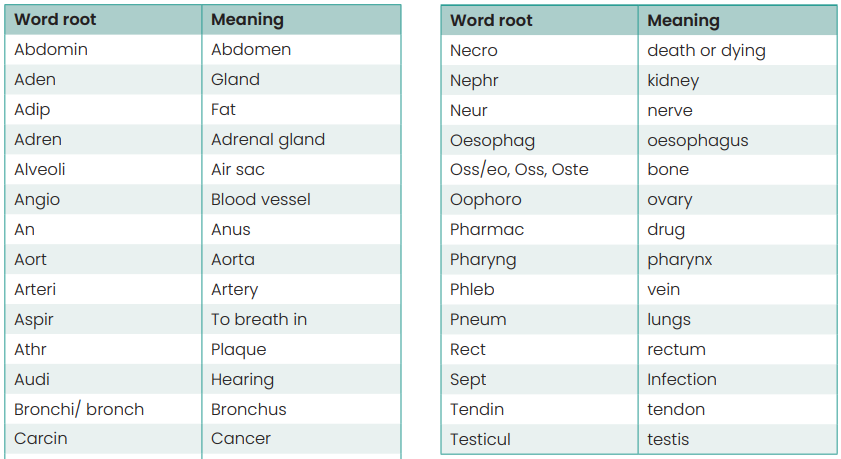 Word root Meaning
Abdomin Abdomen
Aden Gland
Adip Fat
Adren Adrenal gland
Alveoli Air sac
Angio Blood vessel
An Anus
Aort Aorta
Arteri Artery
Aspir To breath in
Athr Plaque
Audi Hearing
Bronchi/ bronch Bronchus
Carcin Cancer
Word root Meaning
Necro death or dying
Nephr kidney
Neur nerve
Oesophag oesophagus
Oss/eo, Oss, Oste bone
Oophoro ovary
Pharmac drug
Pharyng pharynx
Phleb vein
Pneum lungs
Rect rectum
Sept Infection
Tendin tendon
Testicul testis